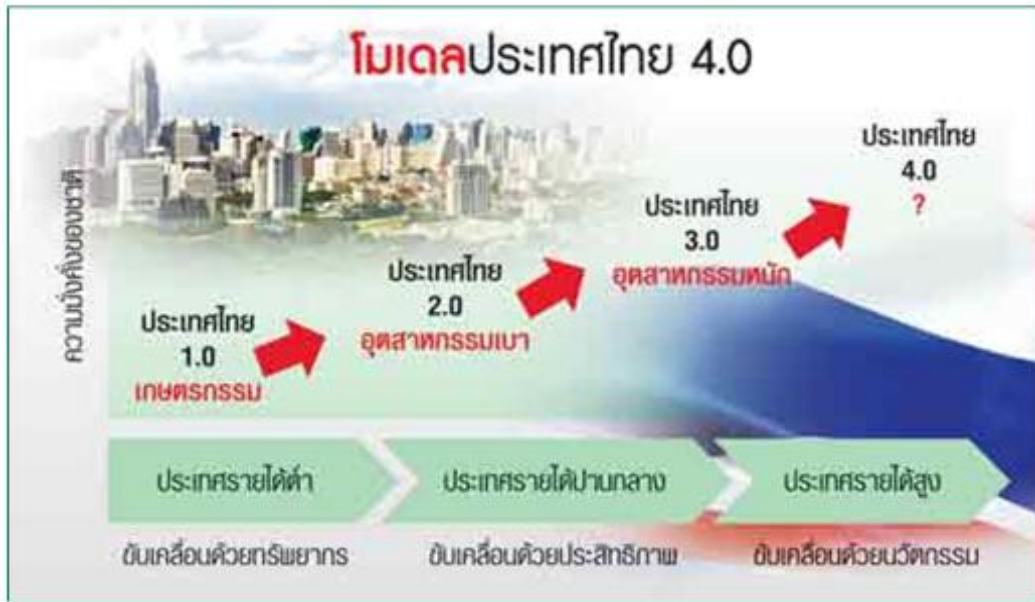 โมเดลประเทศไทย 4.0
ความมั่งคั่งของชาติ
ประเทศไทย
1.0
เกษตรกรรม
ประเทศไทย
2.0
อุตสาหกรรมเบา
ประเทศไทย
3.0
อุตสาหกรรมหนัก
ประเทศไทย
4.0
?
ประเทศรายได้ต่ำ
ประเทศรายได้ปานกลาง
ประเทศรายได้สูง
ขับเคลื่อนด้วยทรัพยากร
ขับเคลื่อนด้วยประสิทธิภาพ
ขับเคลื่อนด้วยนวัตกรรม